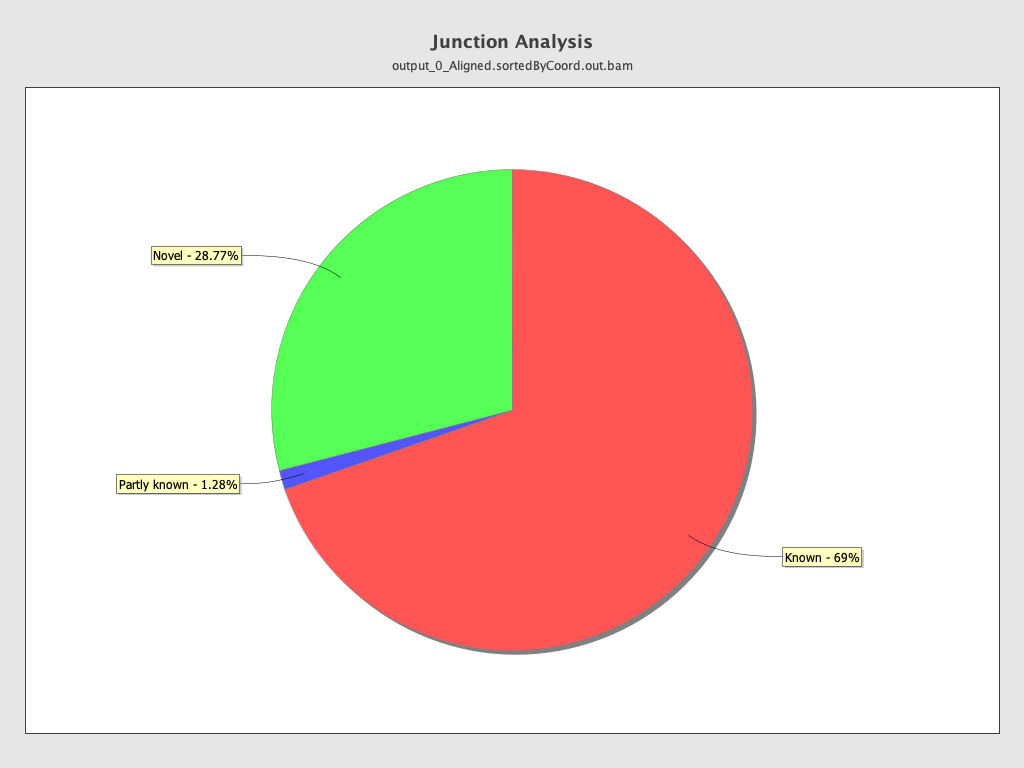 Junction Analysis
output_0_Aligned.sortedByCoord.out.bam
Novel - 28.77%
Partly known - 1.28%
Known - 69%